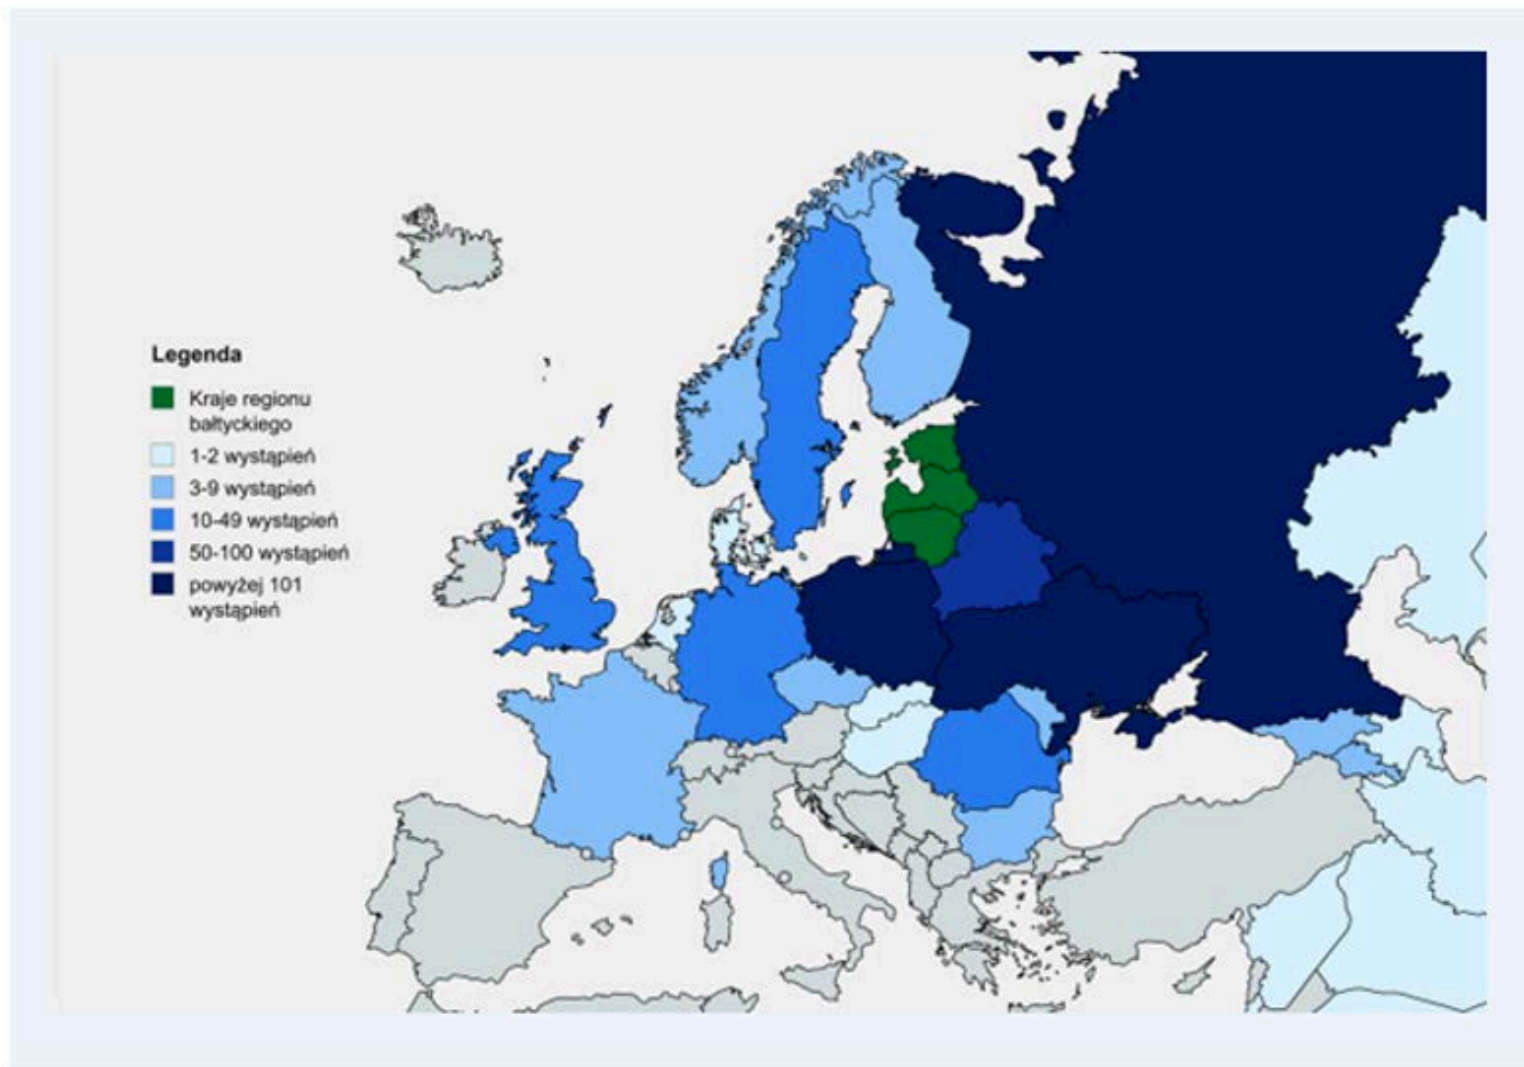 Legenda
Kraje regionu
bałtyckiego
1-2 wystąpień
3-9 wystąpień
10-49 wystąpień
50-100 wystąpień
powyżej 101
wystąpień